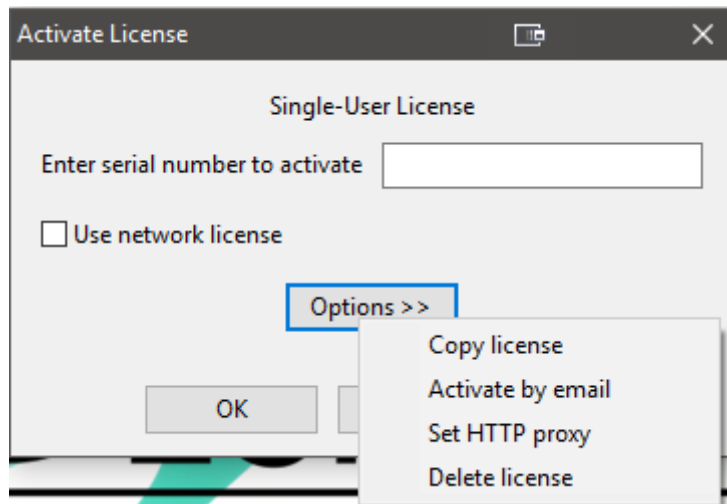 Activate License
Single-User License
Enter serial number to activate
Use network license
Options >>
Copy license
Activate by email
OK
Set HTTP proxy
Delete license